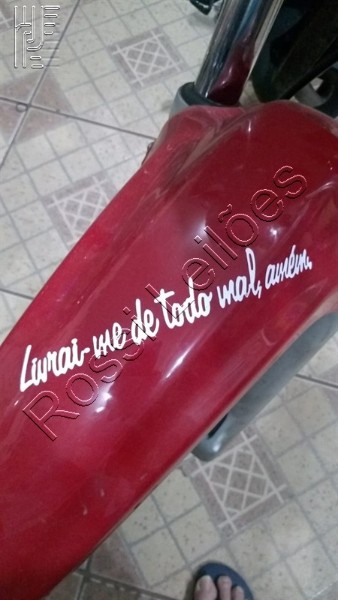 Livrai-me de todo mal, amém.
Rossi Leilões